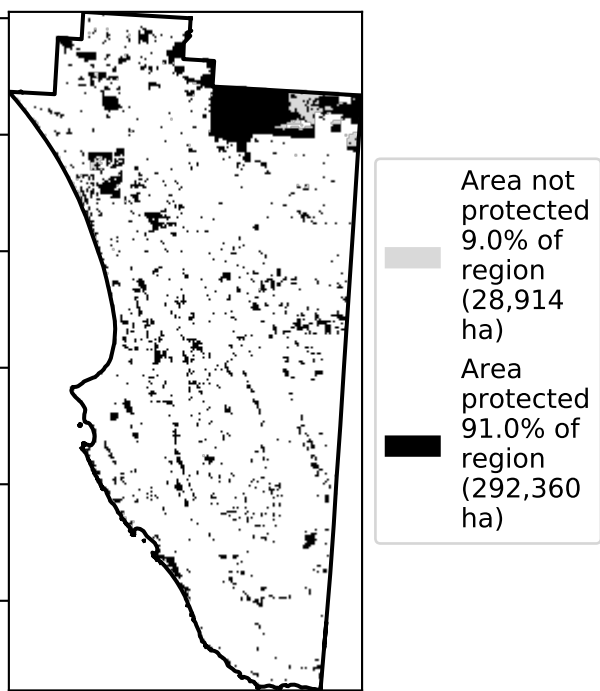 Area not
protected
9.0% of
region
(28,914
ha)
Area
protected
91.0% of
region
(292,360
ha)